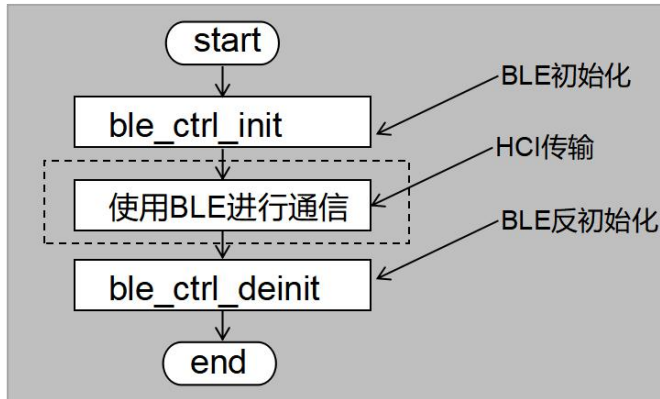 start
BLE初始化
ble_ctrl_init
HCI传输
使用BLE进行通信
BLE反初始化
ble_ctrl_deinit
end